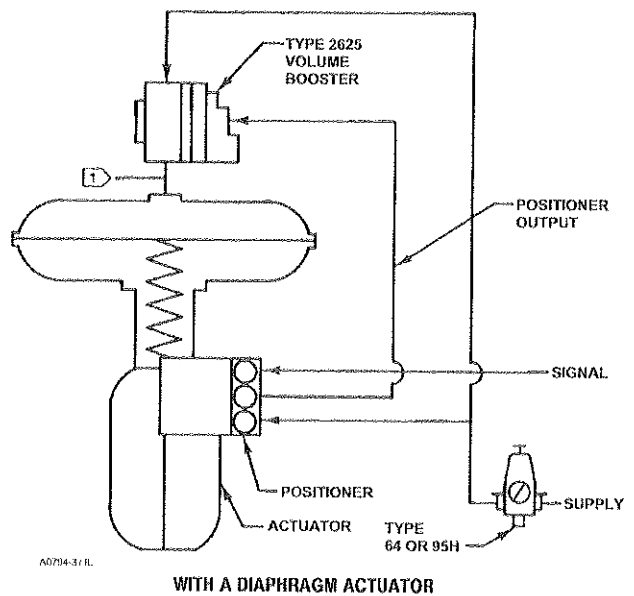 TYPE 2625
VOLUME
BOOSTER
1
POSITIONER
OUTPUT
SIGNAL
POSITIONER
ACTUATOR
SUPPLY
TYPE
64 OR 95H
WITH A DIAPHRAGM ACTUATOR